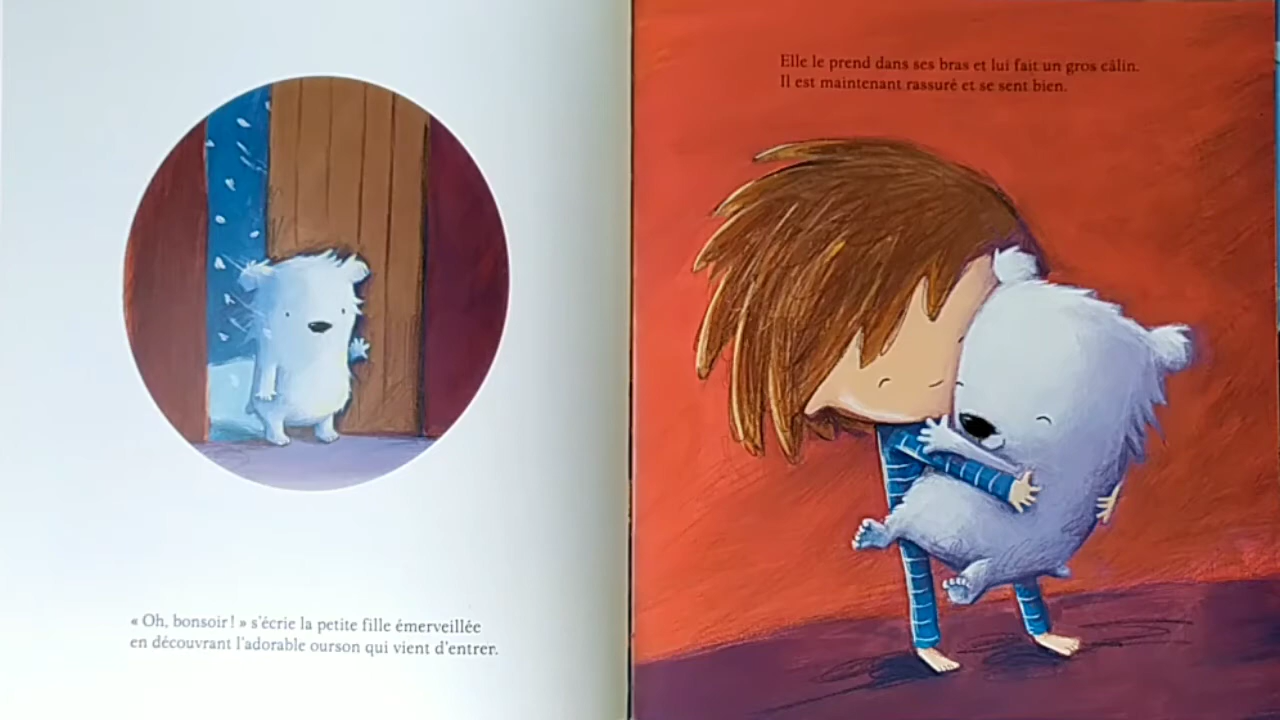 « Oh, bonsoir ! » s'écrie la petite fille émerveillée
en découvrant l'adorable ourson qui vient d'entrer.
Elle le prend dans ses bras et lui fait un gros câlin.
Il est maintenant rassuré et se sent bien.